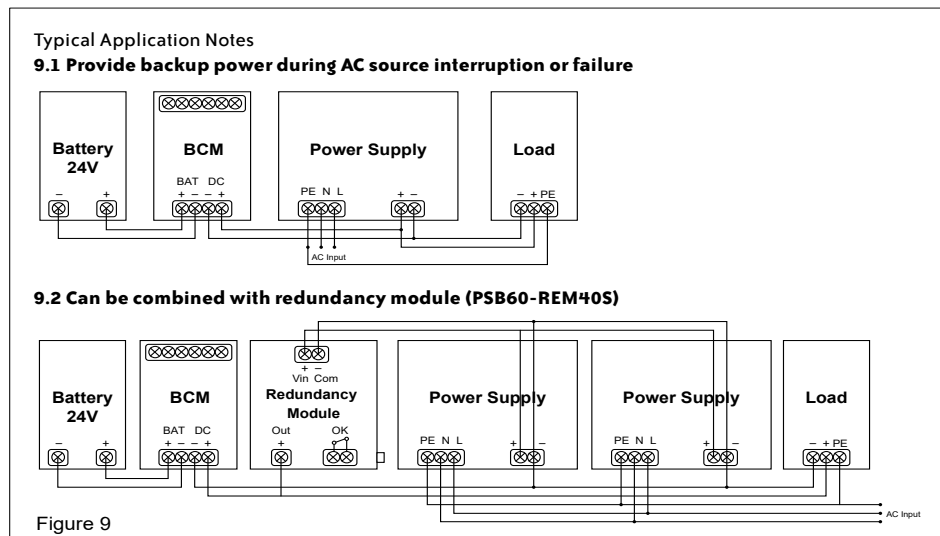 Typical Application Notes
9.1 Provide backup power during AC source interruption or failure
Battery 24V
BCM
Power Supply
Load
BAT DC
PE N L
– +
+ – – +
+ –
– + PE
AC Input
9.2 Can be combined with redundancy module (PSB60-REM40S)
+ –
Vin Com
Battery 24V
BCM
Redundancy Module
Power Supply
Power Supply
Load
BAT DC
Out
OK
PE N L
PE N L
– +
+ – – +
+
+ –
+ –
– + PE
AC Input
Figure 9